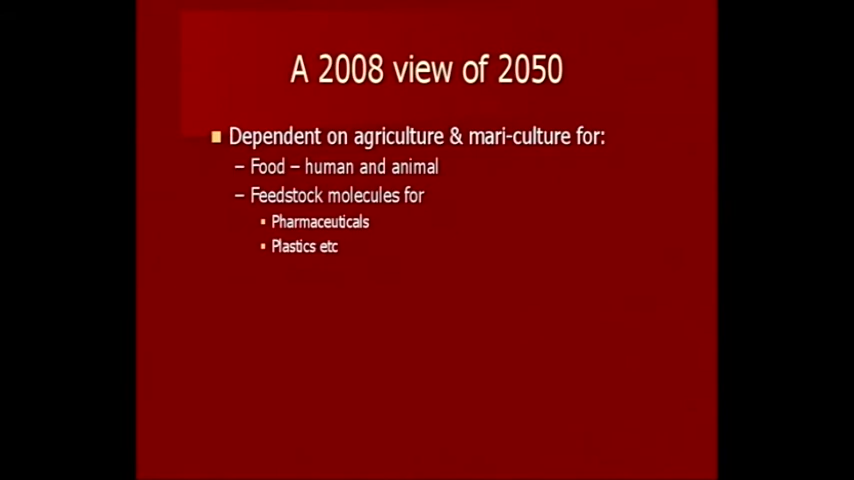 A 2008 view of 2050
■ Dependent on agriculture & mari-culture for:
– Food – human and animal
– Feedstock molecules for
▪ Pharmaceuticals
▪ Plastics etc